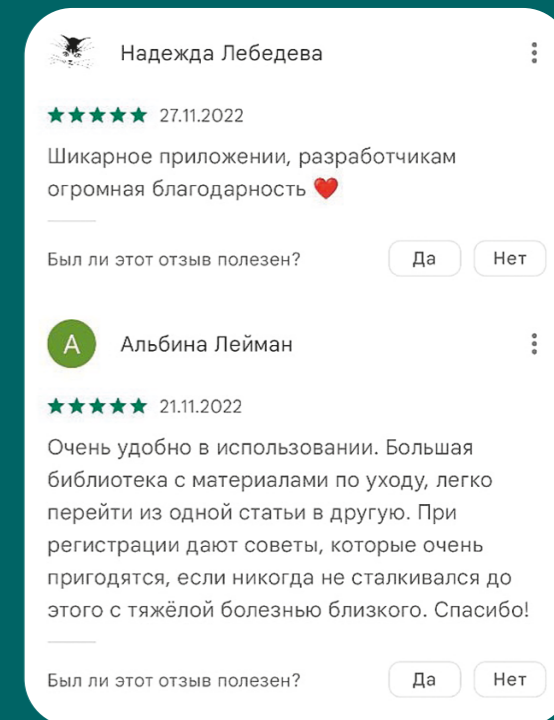 Надежда Лебедева
27.11.2022
Шикарное приложении, разработчикам
огромная благодарность ❤️
Был ли этот отзыв полезен?
Да
Нет
А
Альбина Лейман
21.11.2022
Очень удобно в использовании. Большая
библиотека с материалами по уходу, легко
перейти из одной статьи в другую. При
регистрации дают советы, которые очень
пригодятся, если никогда не сталкивался до
этого с тяжёлой болезнью близкого. Спасибо!
Был ли этот отзыв полезен?
Да
Нет